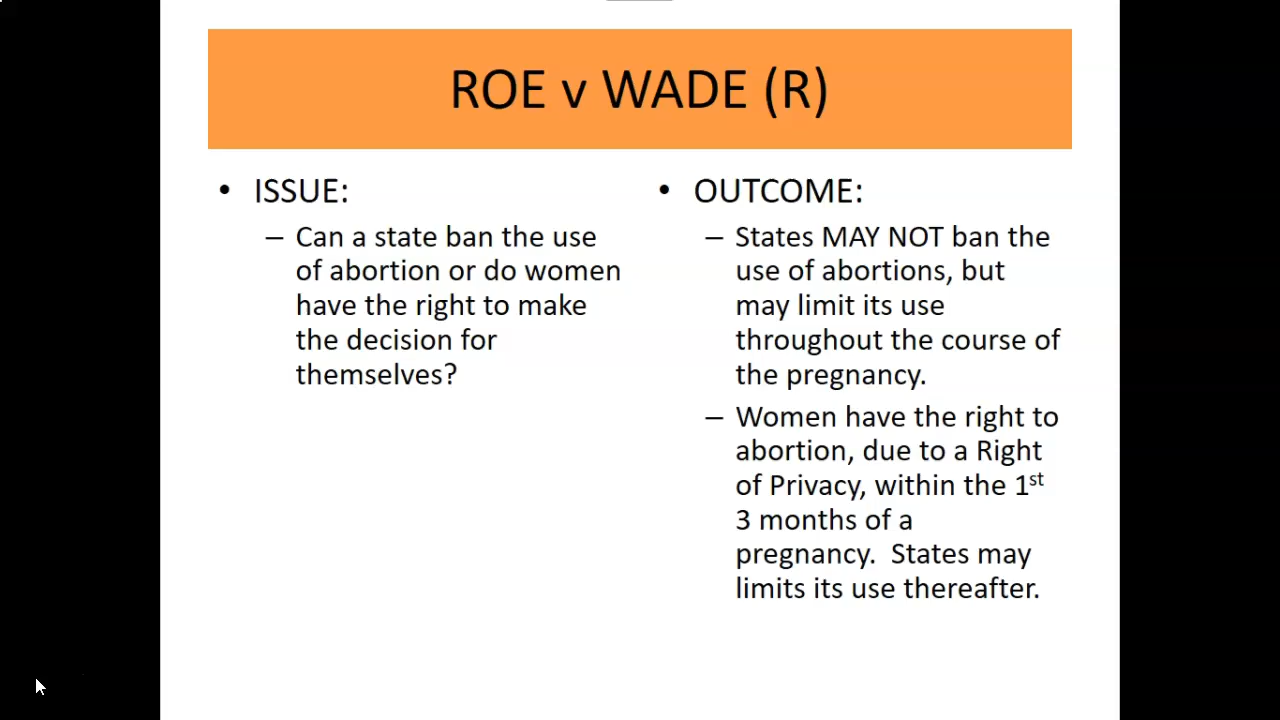 ROE v WADE (R)
• ISSUE:
– Can a state ban the use
of abortion or do women
have the right to make
the decision for
themselves?
• OUTCOME:
– States MAY NOT ban the
use of abortions, but
may limit its use
throughout the course of
the pregnancy.
– Women have the right to
abortion, due to a Right
of Privacy, within the 1st
3 months of a
pregnancy.  States may
limits its use thereafter.